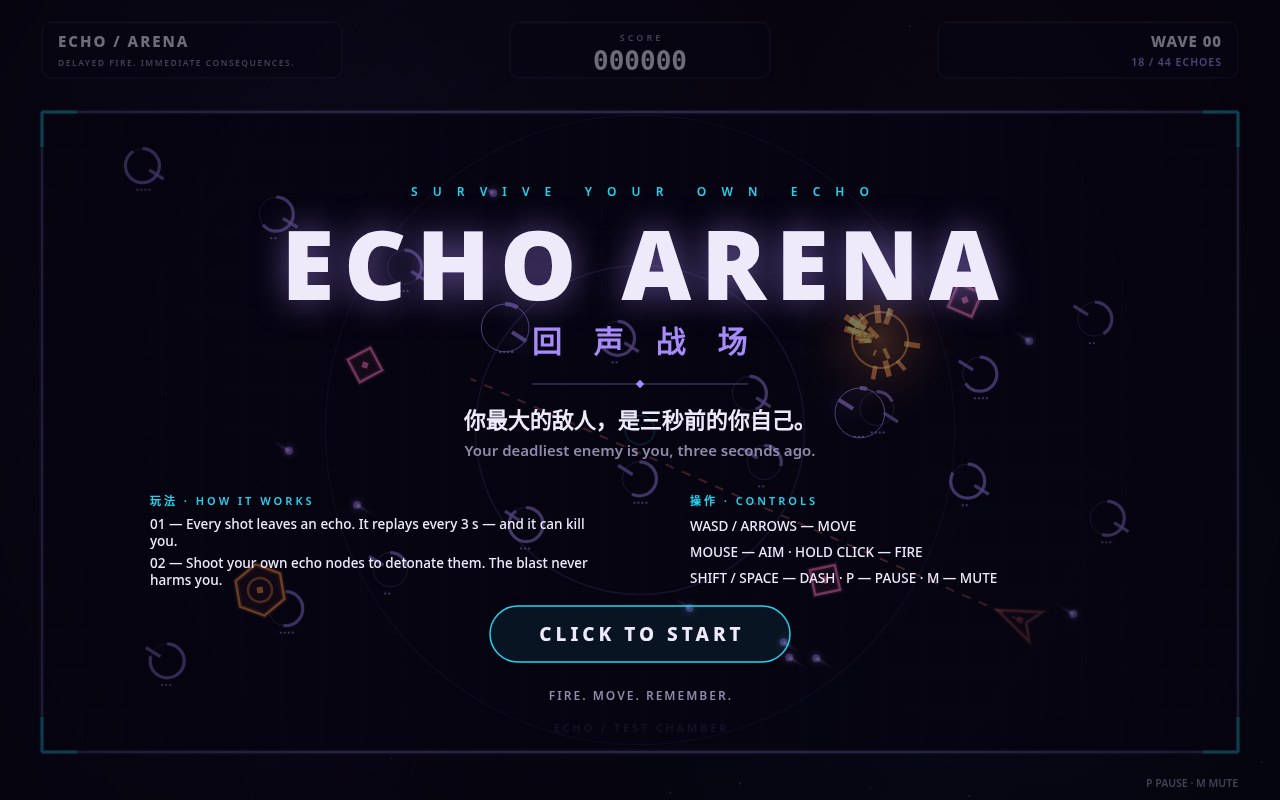 ECHO / ARENA
DELAYED FIRE. IMMEDIATE CONSEQUENCES.
SCORE
000000
WAVE 00
18 / 44 ECHOES
SURVIVE YOUR OWN ECHO
ECHO ARENA
回声战场
你最大的敌人，是三秒前的你自己。
Your deadliest enemy is you, three seconds ago.
玩法 · HOW IT WORKS
01 — Every shot leaves an echo. It replays every 3 s — and it can kill
you.
02 — Shoot your own echo nodes to detonate them. The blast never
harms you.
操作 · CONTROLS
WASD / ARROWS — MOVE
MOUSE — AIM · HOLD CLICK — FIRE
SHIFT / SPACE — DASH · P — PAUSE · M — MUTE
CLICK TO START
FIRE. MOVE. REMEMBER.
ECHO / TEST CHAMBER
P PAUSE · M MUTE